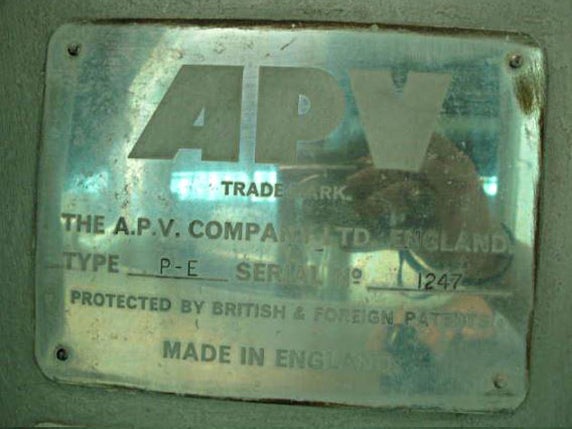 APV
TRADE MARK
THE A.P.V. COMPANY LTD. ENGLAND
TYPE P-E SERIAL Nº 1247
PROTECTED BY BRITISH & FOREIGN PATENTS
MADE IN ENGLAND